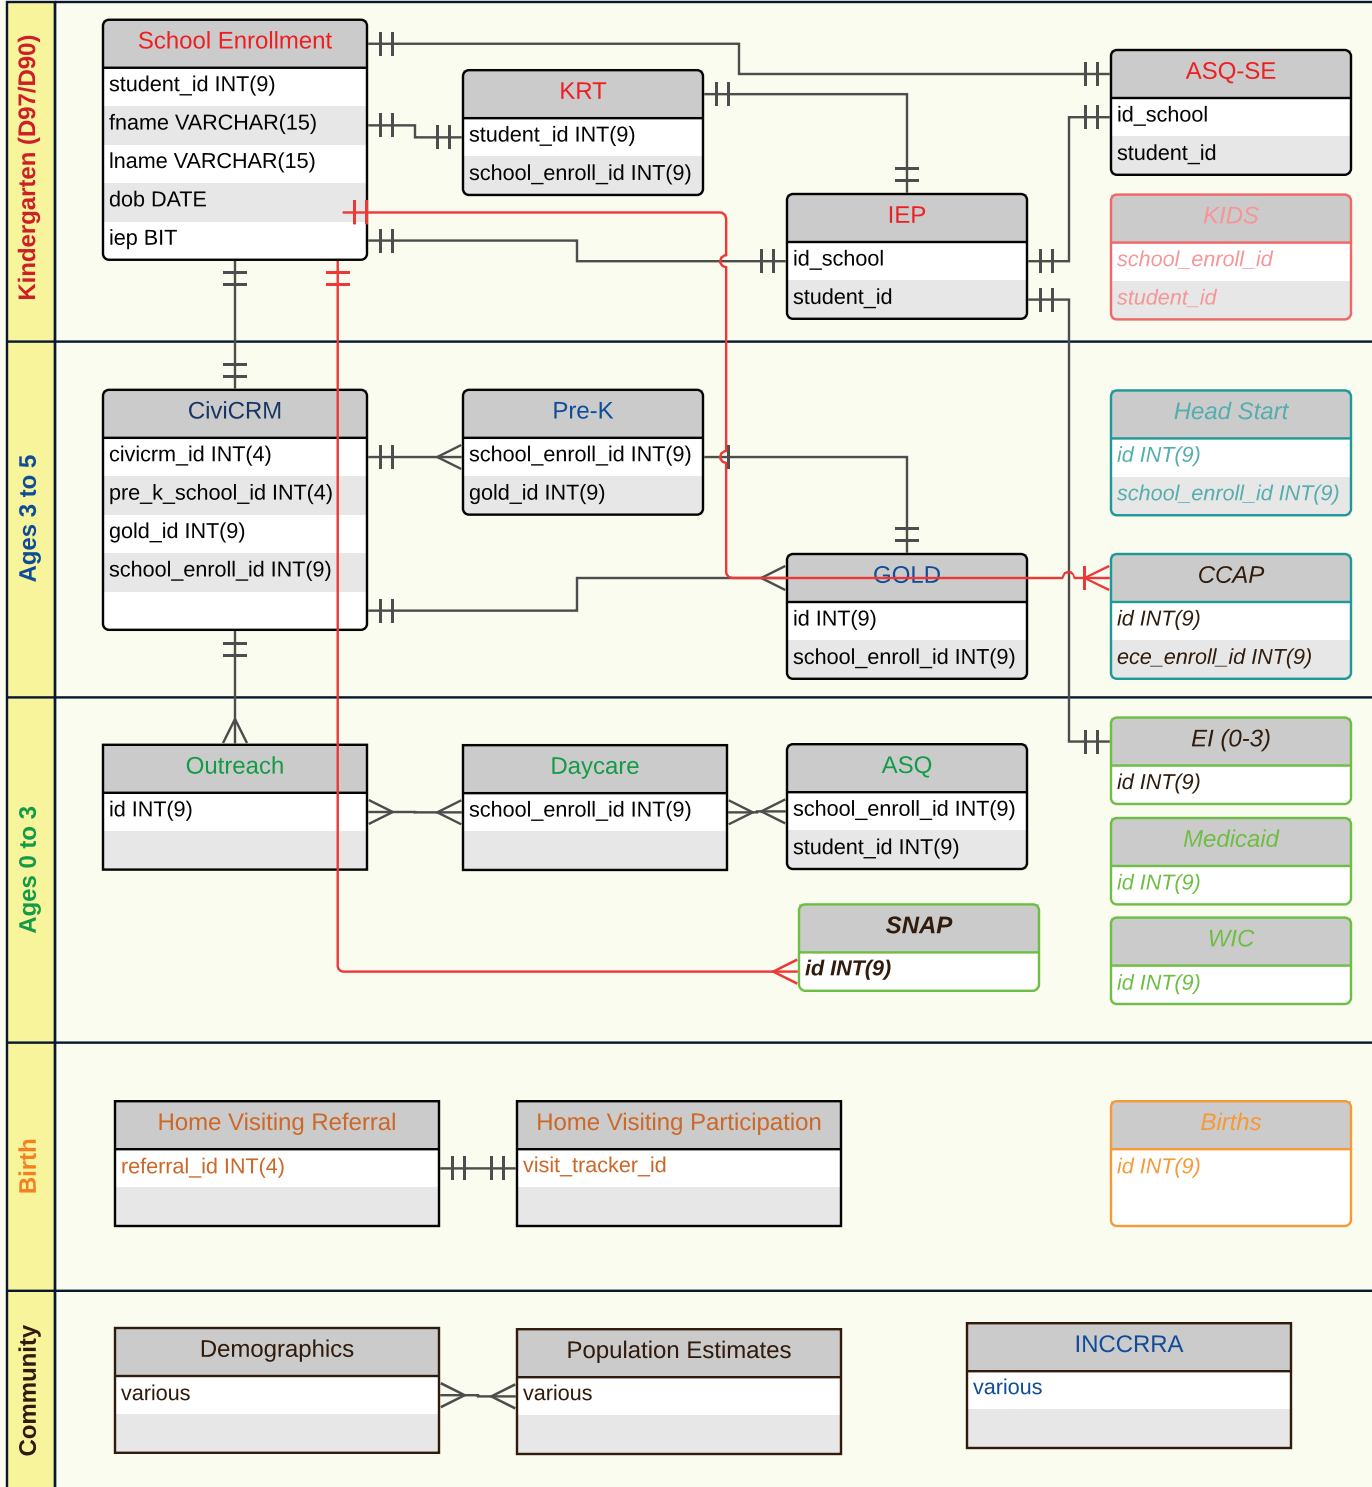 Kindergarten (D97/D90)
School Enrollment
student_id INT(9)
fname VARCHAR(15)
lname VARCHAR(15)
dob DATE
iep BIT
KRT
student_id INT(9)
school_enroll_id INT(9)
IEP
id_school
student_id
ASQ-SE
id_school
student_id
KIDS
school_enroll_id
student_id
Ages 3 to 5
CiviCRM
civicrm_id INT(4)
pre_k_school_id INT(4)
gold_id INT(9)
school_enroll_id INT(9)
Pre-K
school_enroll_id INT(9)
gold_id INT(9)
GOLD
id INT(9)
school_enroll_id INT(9)
Head Start
id INT(9)
school_enroll_id INT(9)
CCAP
id INT(9)
ece_enroll_id INT(9)
Ages 0 to 3
Outreach
id INT(9)
Daycare
school_enroll_id INT(9)
ASQ
school_enroll_id INT(9)
student_id INT(9)
SNAP
id INT(9)
EI (0-3)
id INT(9)
Medicaid
id INT(9)
WIC
id INT(9)
Birth
Home Visiting Referral
referral_id INT(4)
Home Visiting Participation
visit_tracker_id
Births
id INT(9)
Community
Demographics
various
Population Estimates
various
INCCRRA
various